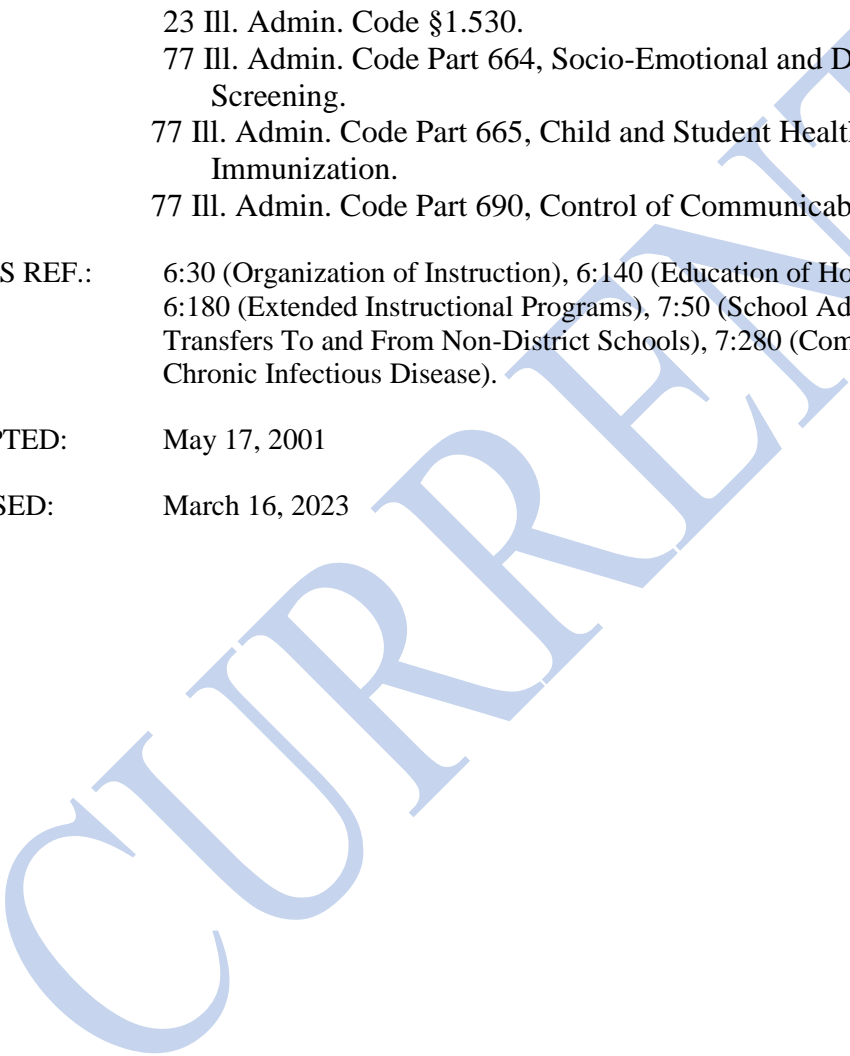 23 Ill. Admin. Code §1.530.
77 Ill. Admin. Code Part 664, Socio-Emotional and D
Screening.
77 Ill. Admin. Code Part 665, Child and Student Healt
Immunization.
77 Ill. Admin. Code Part 690, Control of Communicab
S REF.: 6:30 (Organization of Instruction), 6:140 (Education of Ho
6:180 (Extended Instructional Programs), 7:50 (School Ad
Transfers To and From Non-District Schools), 7:280 (Com
Chronic Infectious Disease).
PTED: May 17, 2001
SED: March 16, 2023
CURRENT